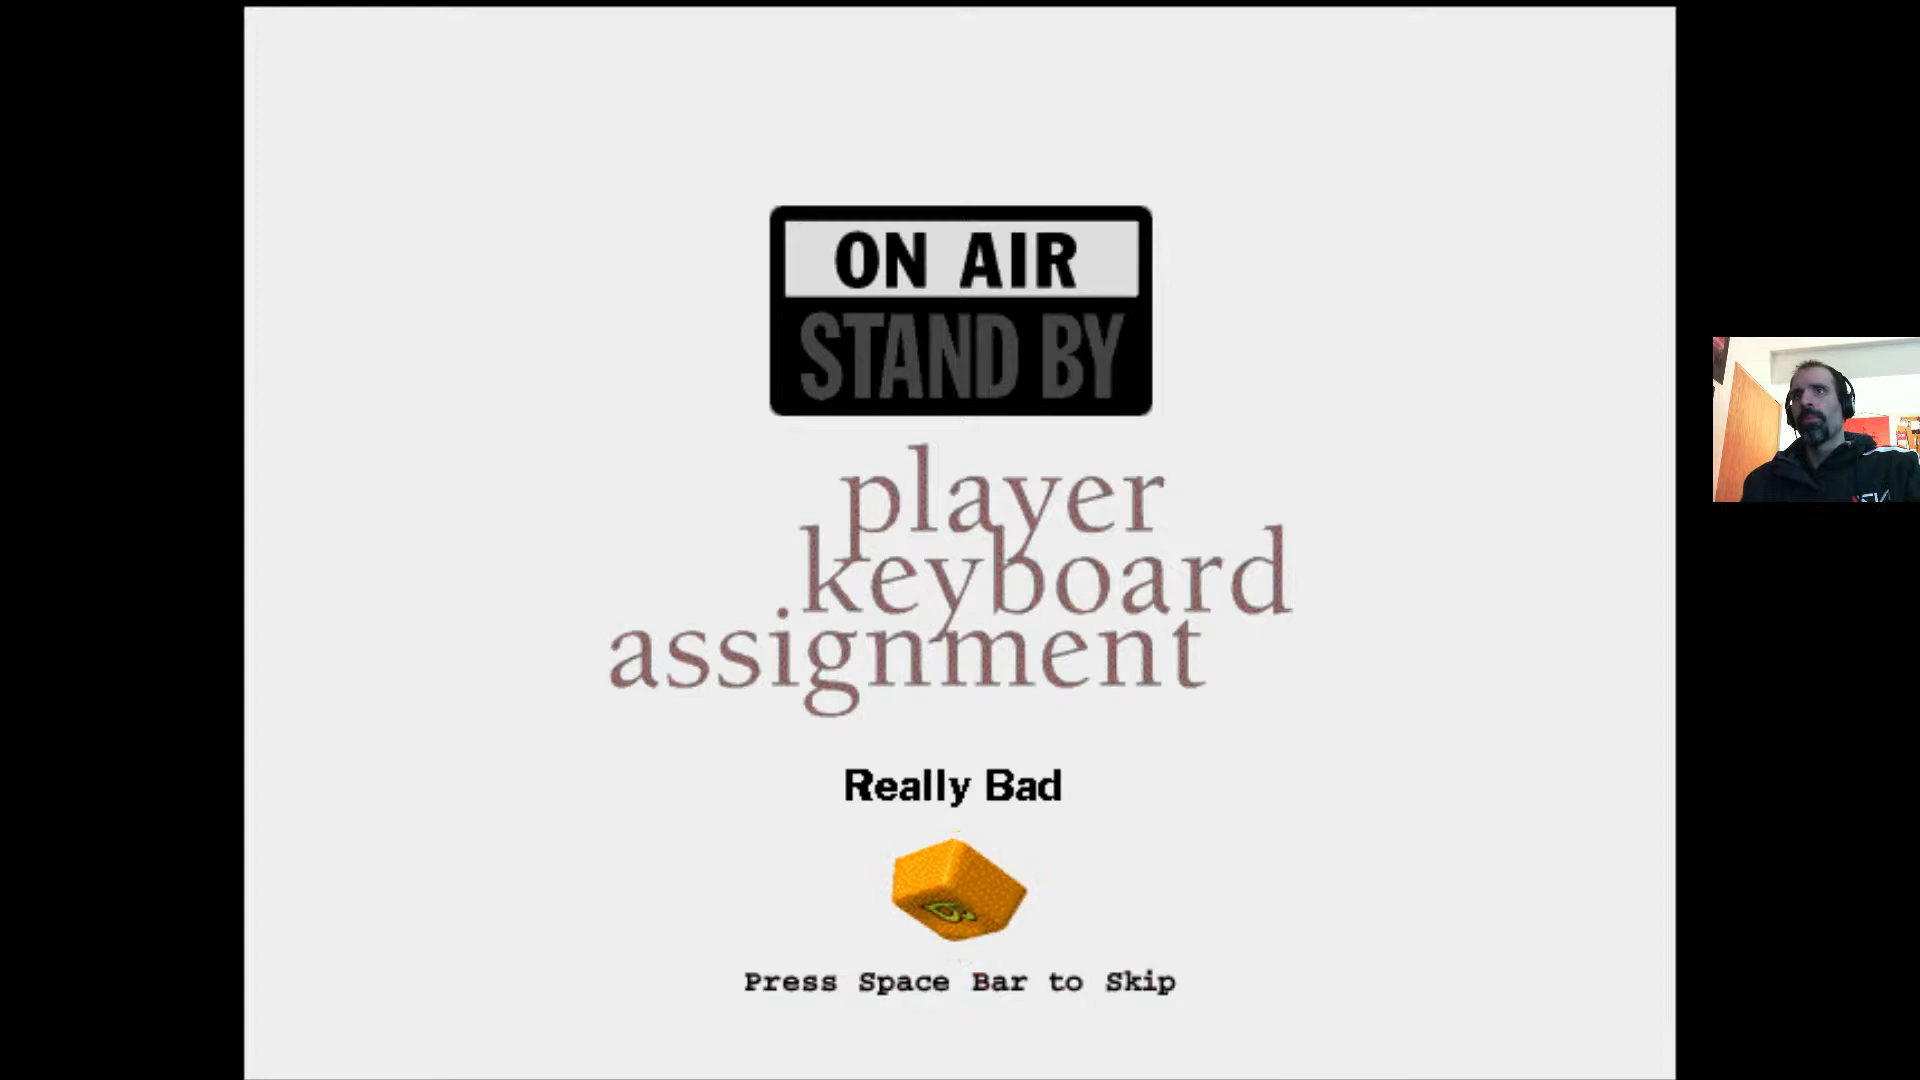 ON AIR
STAND BY
player
keyboard
assignment
Really Bad
Press Space Bar to Skip